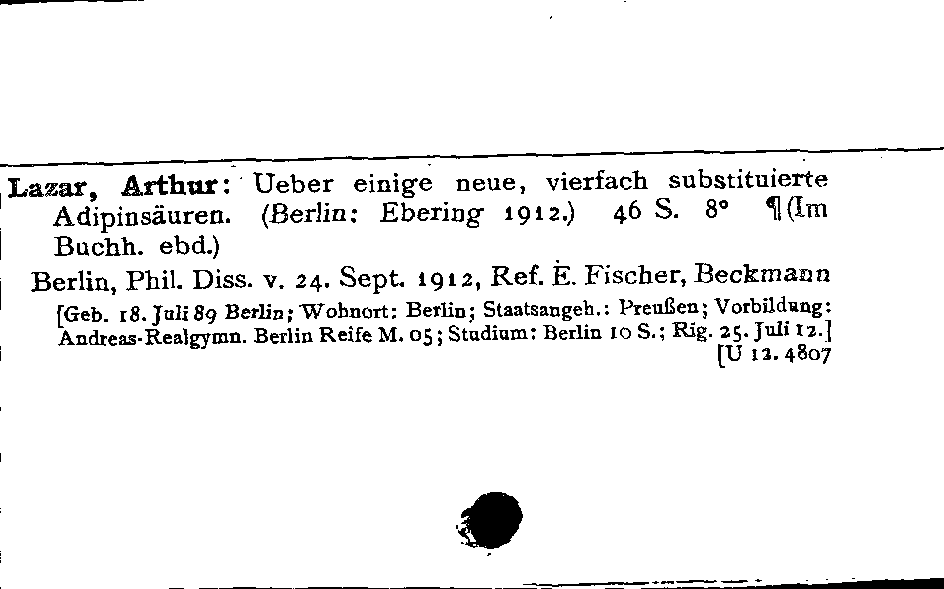 Lazar, Arthur: Ueber einige neue, vierfach substituierte
Adipinsäuren. (Berlin: Ebering 1912.) 46 S. 8° ¶(Im
Buchh. ebd.)
Berlin, Phil. Diss. v. 24. Sept. 1912, Ref. E. Fischer, Beckmann
[Geb. 18. Juli 89 Berlin; Wohnort: Berlin; Staatsangeh.: Preußen; Vorbildung:
Andreas-Realgymn. Berlin Reife M. 05; Studium: Berlin 10 S.; Rig. 25. Juli 12.]
[U 12. 4807